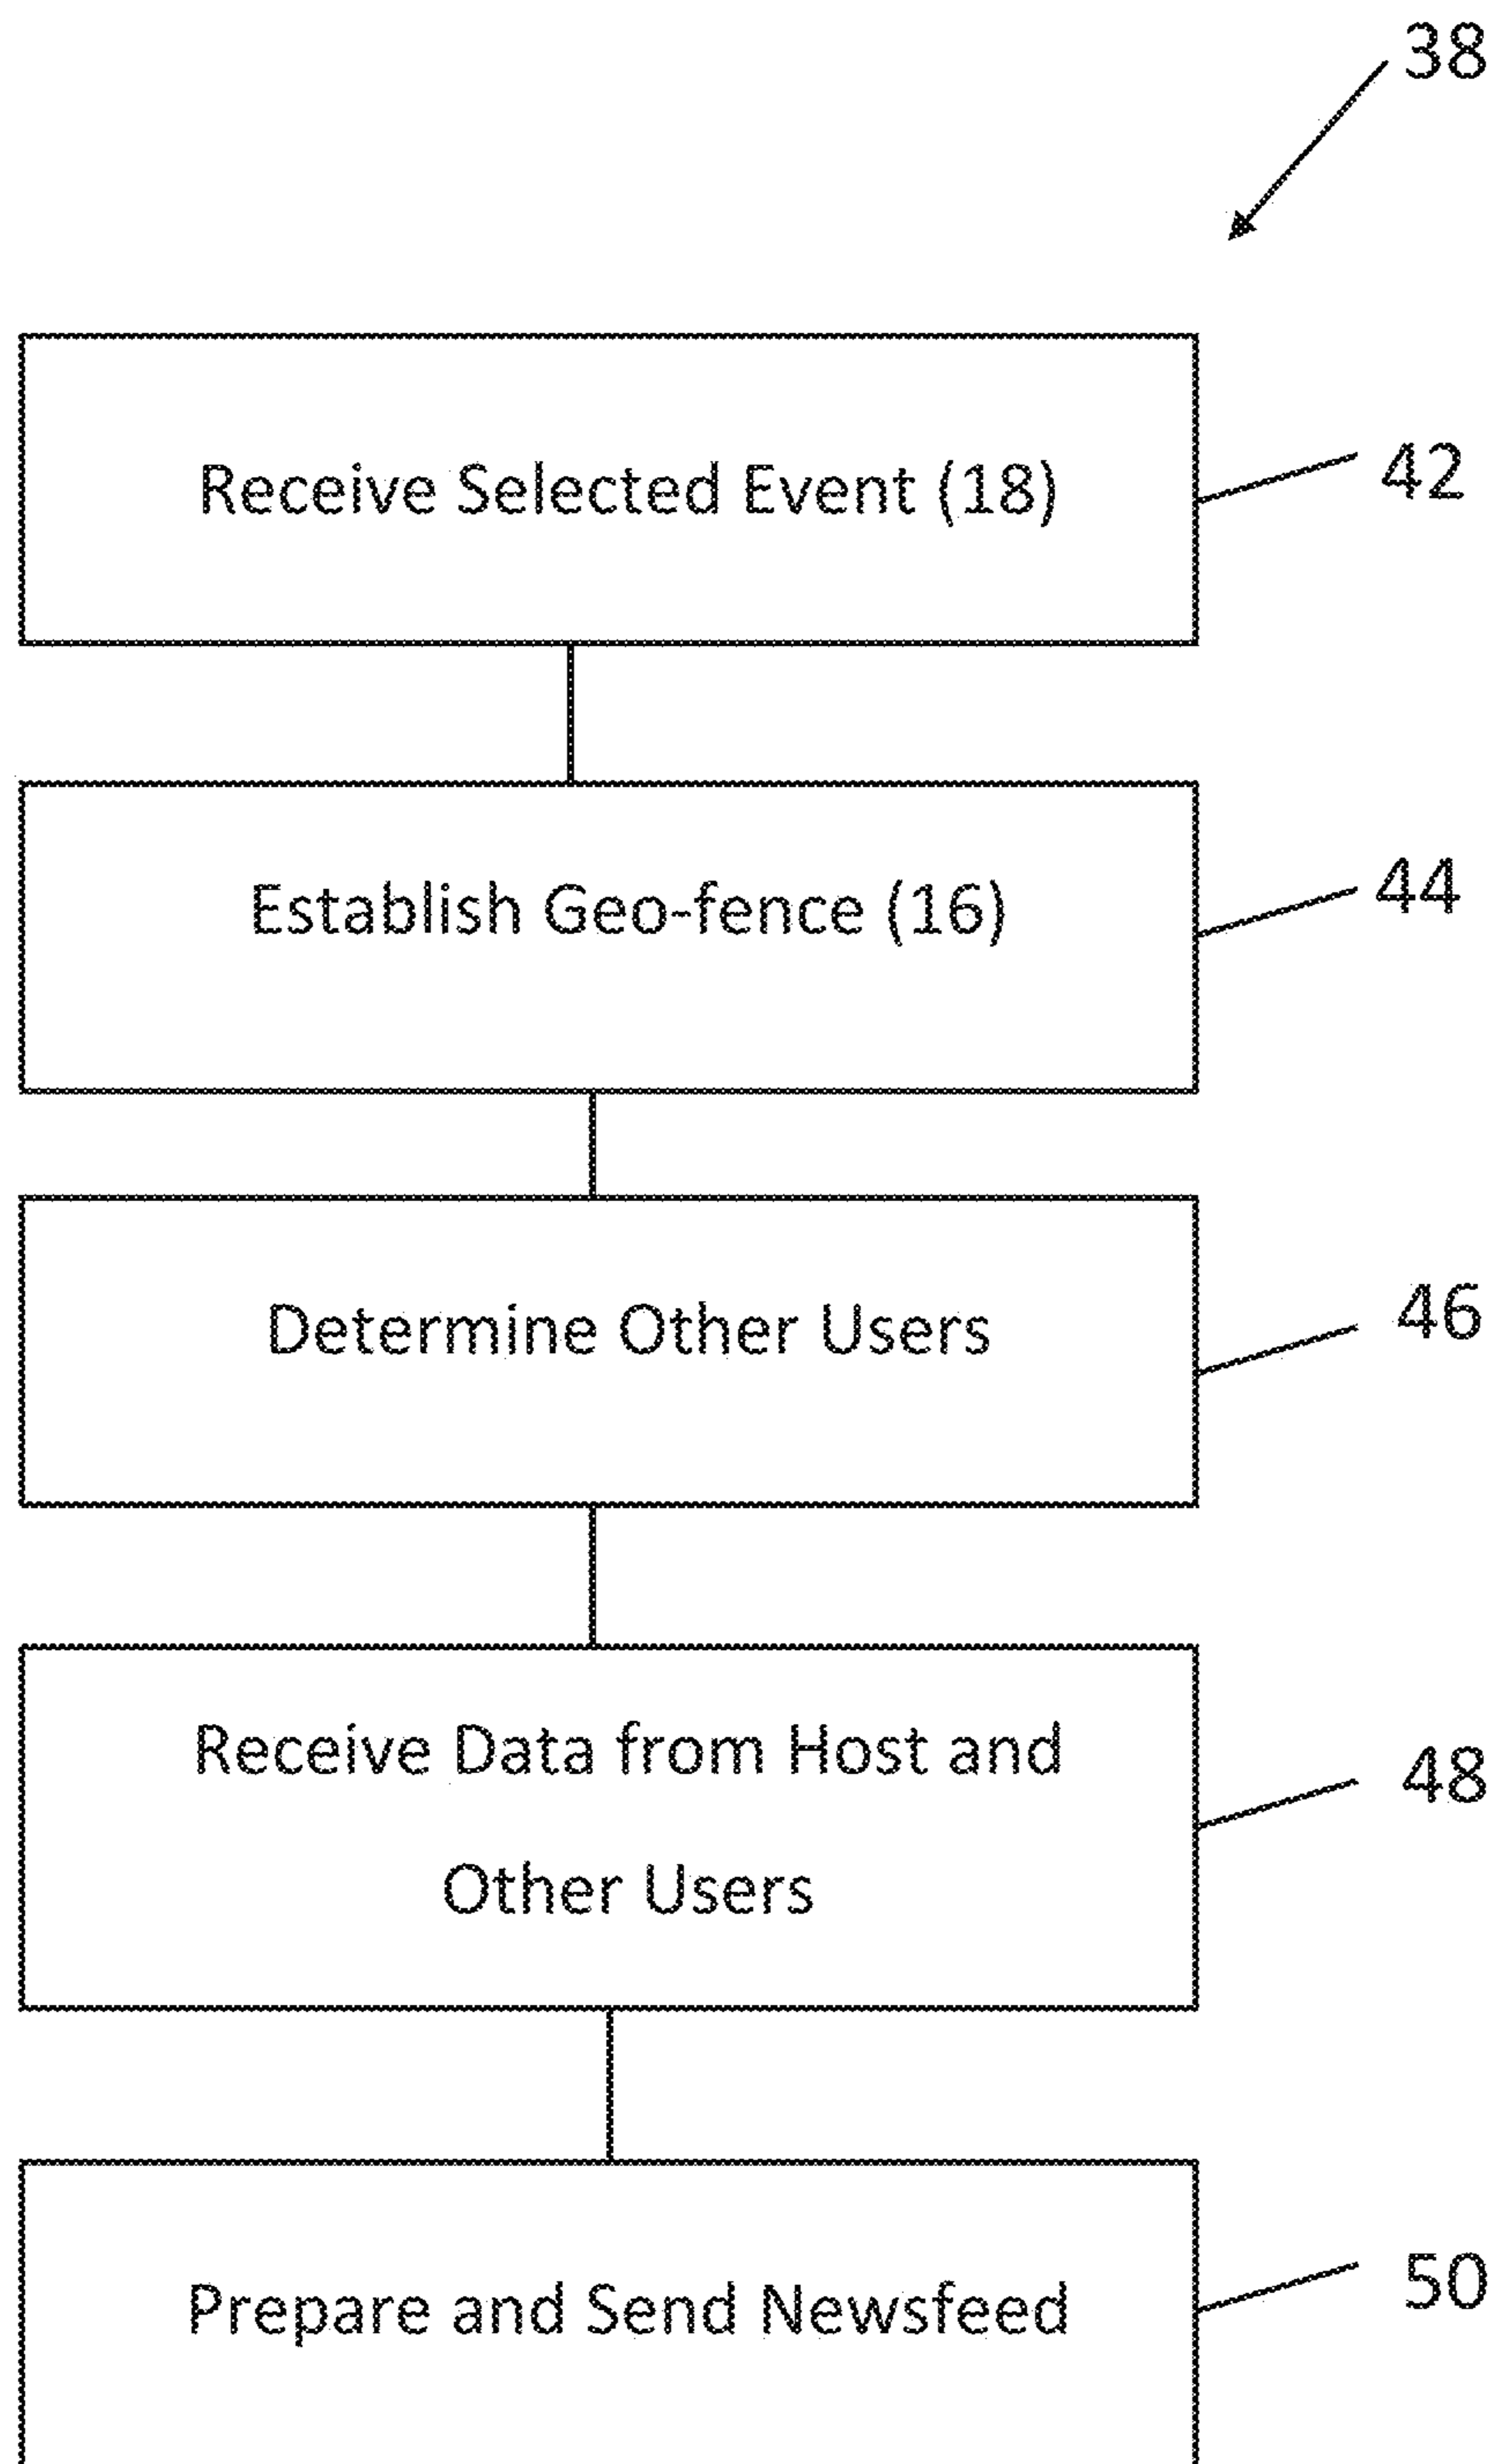 38
Receive Selected Event (18)
42
Establish Geo-fence (16)
44
Determine Other Users
46
Receive Data from Host and
Other Users
48
Prepare and Send Newsfeed
50